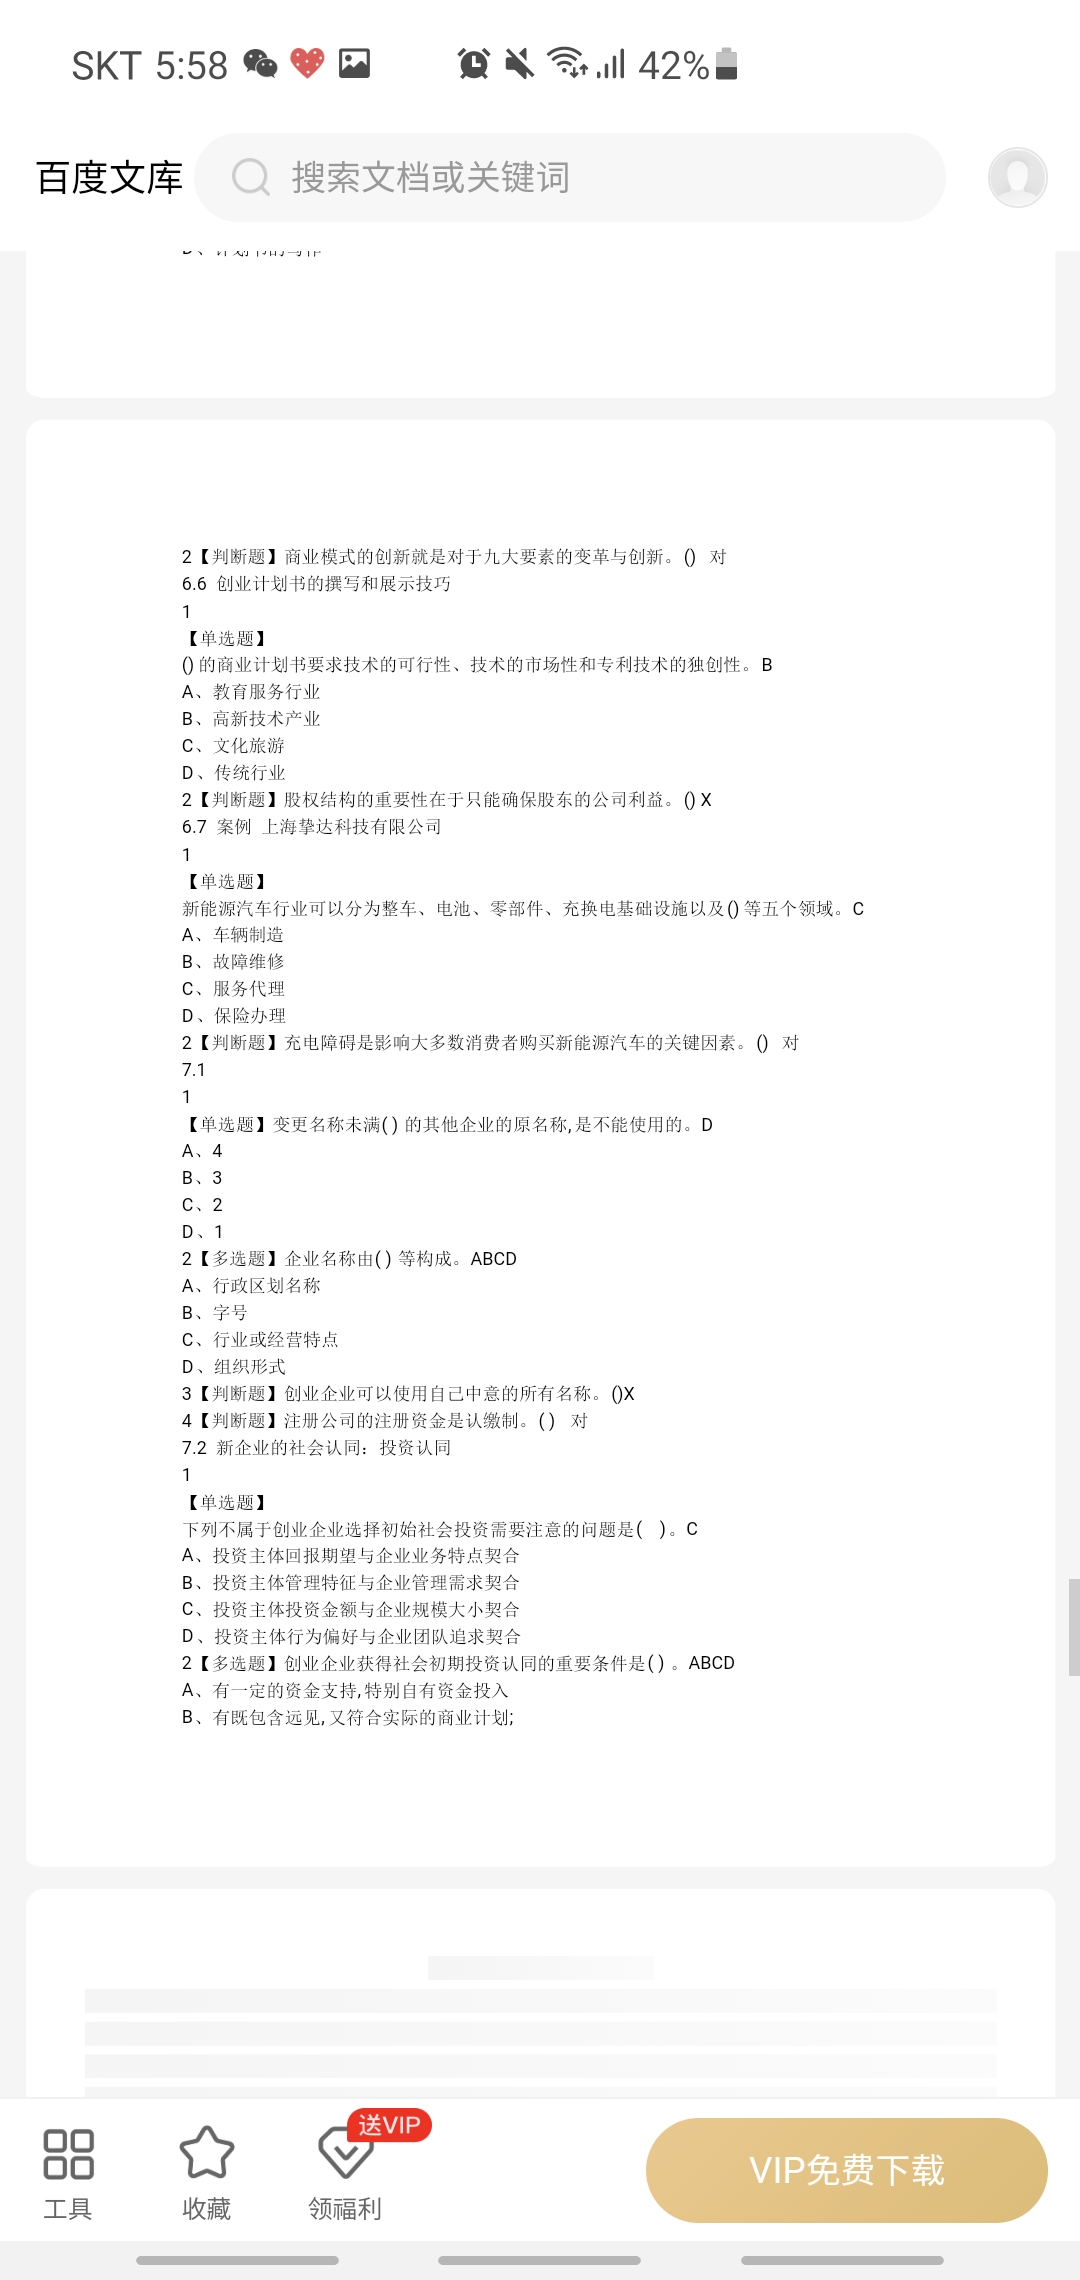 SKT 5:58 42%
百度文库 搜索文档或关键词
2【判断题】商业模式的创新就是对于九大要素的变革与创新。() 对
6.6 创业计划书的撰写和展示技巧
1
【单选题】
()的商业计划书要求技术的可行性、技术的市场性和专利技术的独创性。B
A、教育服务行业
B、高新技术产业
C、文化旅游
D、传统行业
2【判断题】股权结构的重要性在于只能确保股东的公司利益。() X
6.7 案例 上海挚达科技有限公司
1
【单选题】
新能源汽车行业可以分为整车、电池、零部件、充换电基础设施以及()等五个领域。C
A、车辆制造
B、故障维修
C、服务代理
D、保险办理
2【判断题】充电障碍是影响大多数消费者购买新能源汽车的关键因素。() 对
7.1
1
【单选题】变更名称未满( ) 的其他企业的原名称,是不能使用的。D
A、4
B、3
C、2
D、1
2【多选题】企业名称由( ) 等构成。ABCD
A、行政区划名称
B、字号
C、行业或经营特点
D、组织形式
3【判断题】创业企业可以使用自己中意的所有名称。()X
4【判断题】注册公司的注册资金是认缴制。( ) 对
7.2 新企业的社会认同：投资认同
1
【单选题】
下列不属于创业企业选择初始社会投资需要注意的问题是( )。C
A、投资主体回报期望与企业业务特点契合
B、投资主体管理特征与企业管理需求契合
C、投资主体投资金额与企业规模大小契合
D、投资主体行为偏好与企业团队追求契合
2【多选题】创业企业获得社会初期投资认同的重要条件是( ) 。ABCD
A、有一定的资金支持,特别自有资金投入
B、有既包含远见,又符合实际的商业计划;
送VIP
工具 收藏 领福利 VIP免费下载